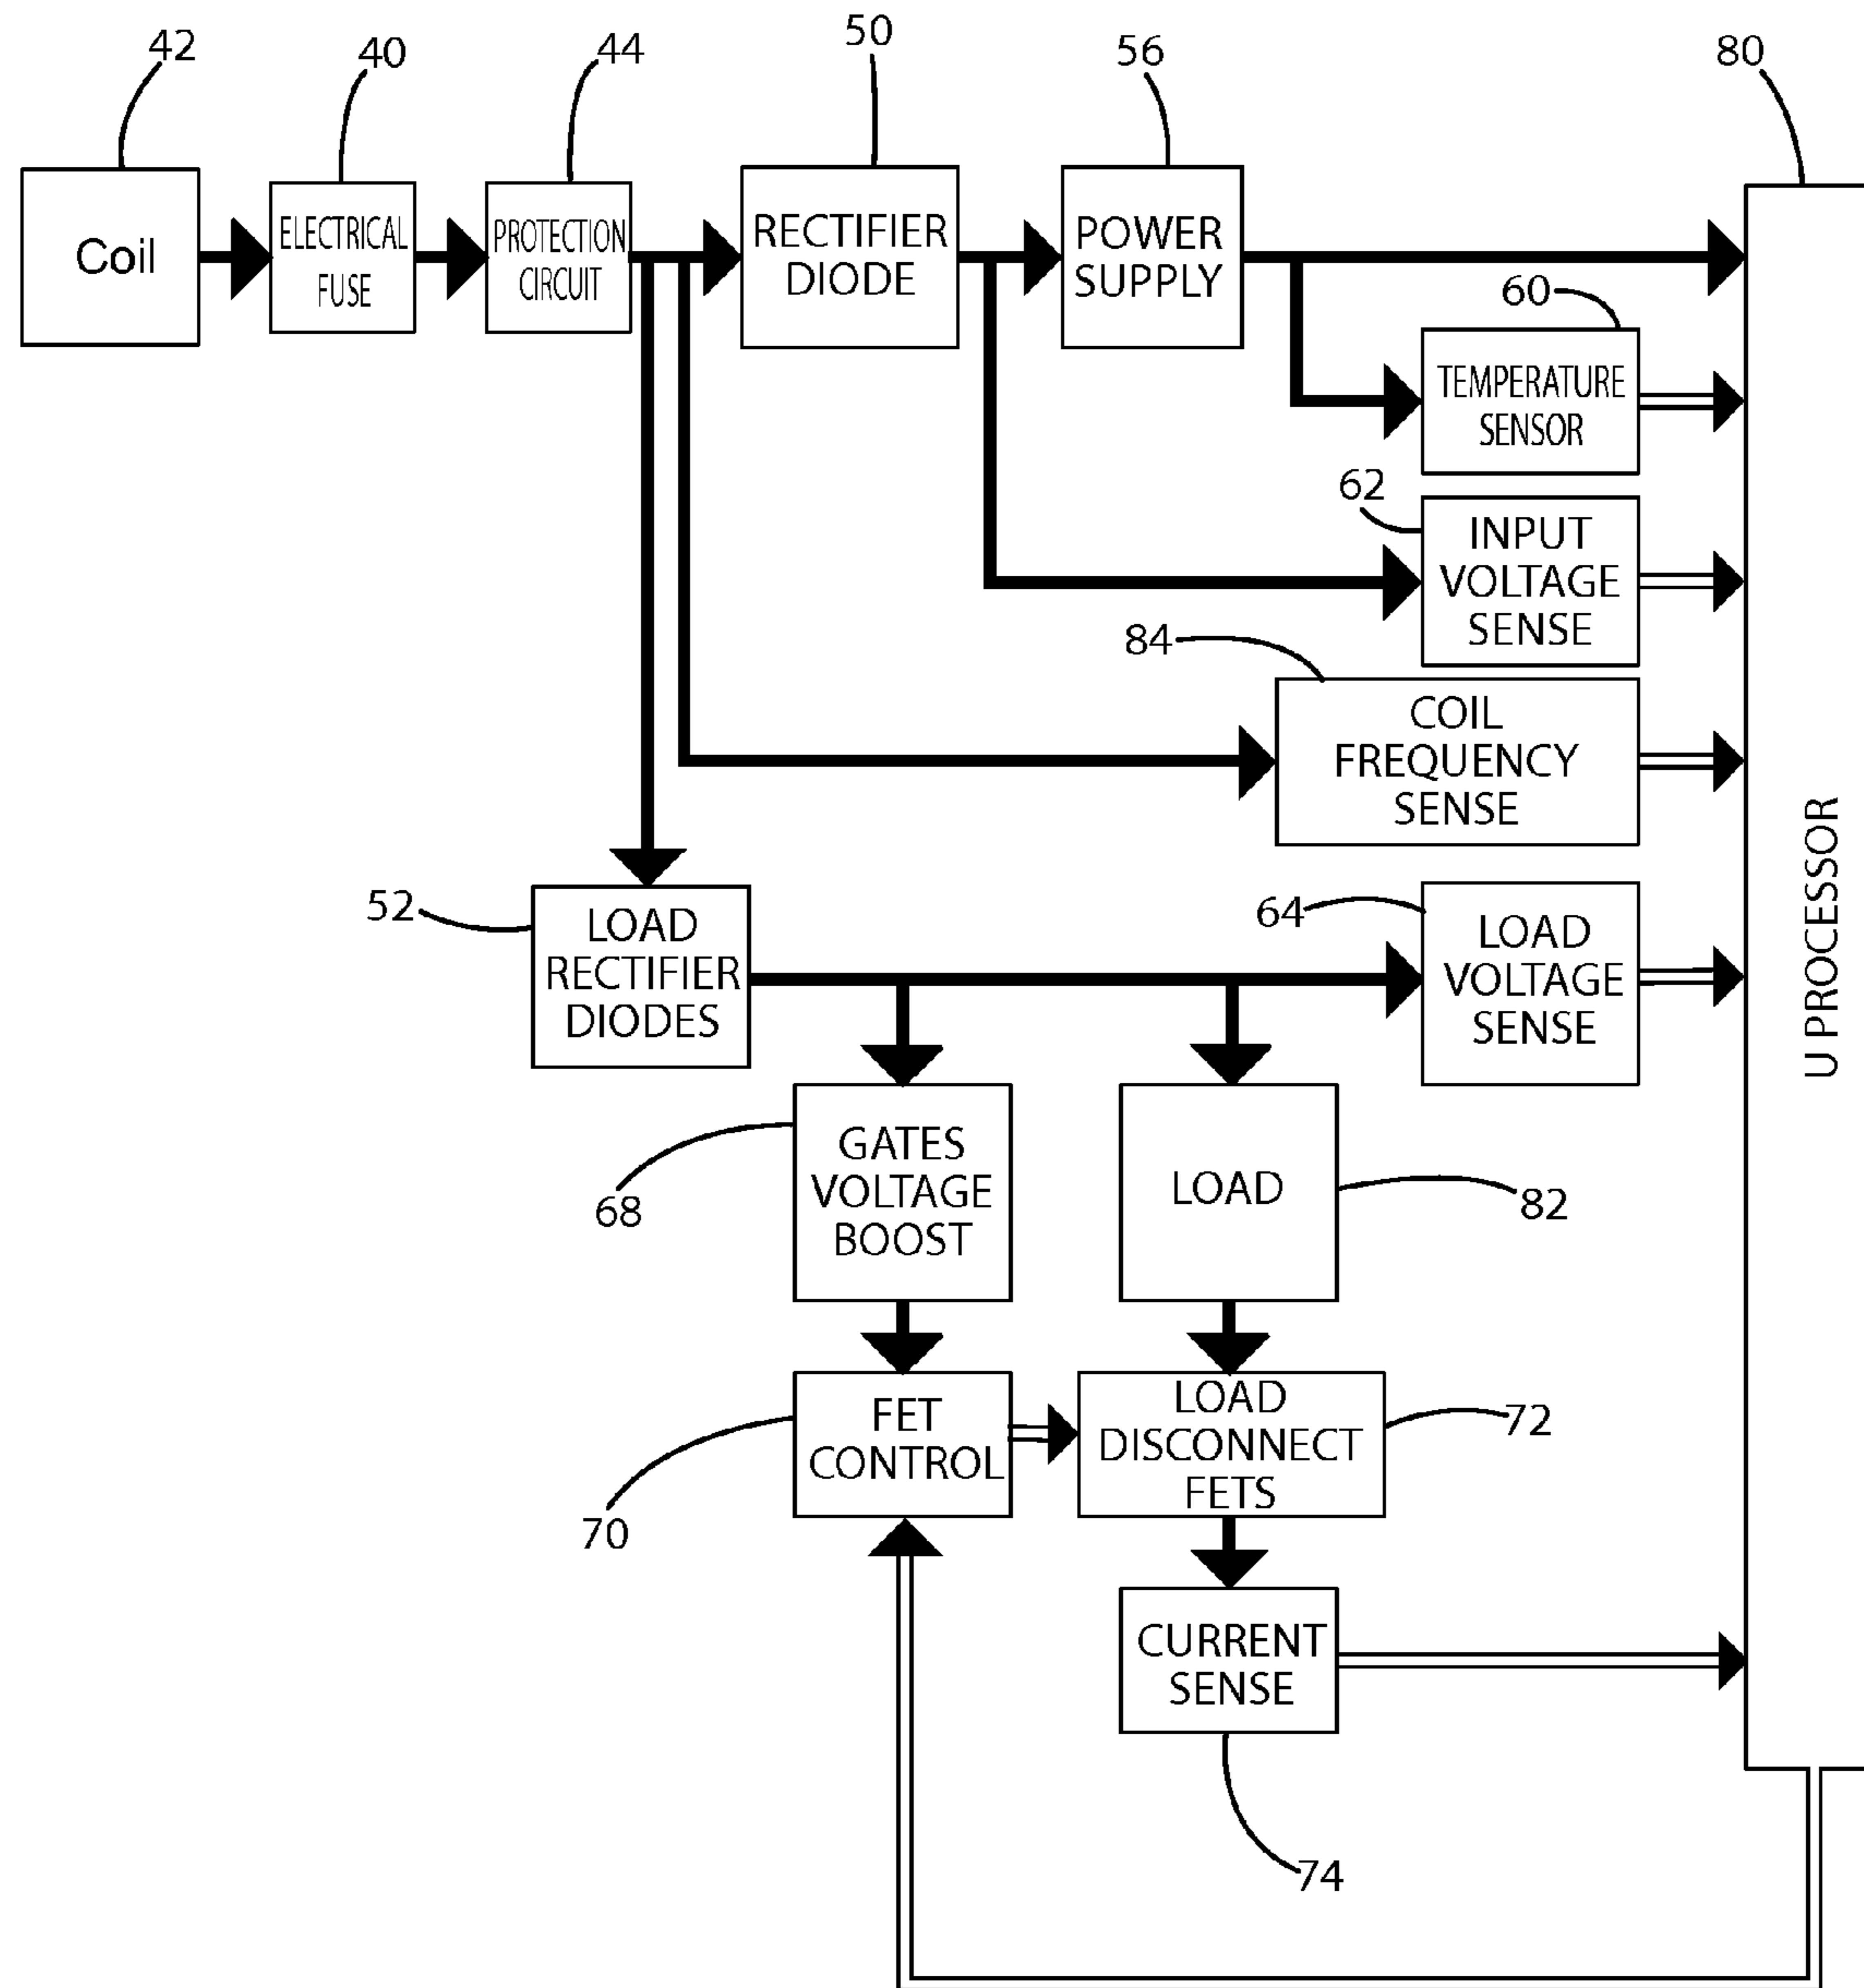 42
40
44
50
56
80
Coil
ELECTRICAL
FUSE
PROTECTION
CIRCUIT
RECTIFIER
DIODE
POWER
SUPPLY
60
TEMPERATURE
SENSOR
62
INPUT
VOLTAGE
SENSE
84
COIL
FREQUENCY
SENSE
U PROCESSOR
52
LOAD
RECTIFIER
DIODES
64
LOAD
VOLTAGE
SENSE
68
GATES
VOLTAGE
BOOST
LOAD
82
70
FET
CONTROL
LOAD
DISCONNECT
FETS
72
CURRENT
SENSE
74